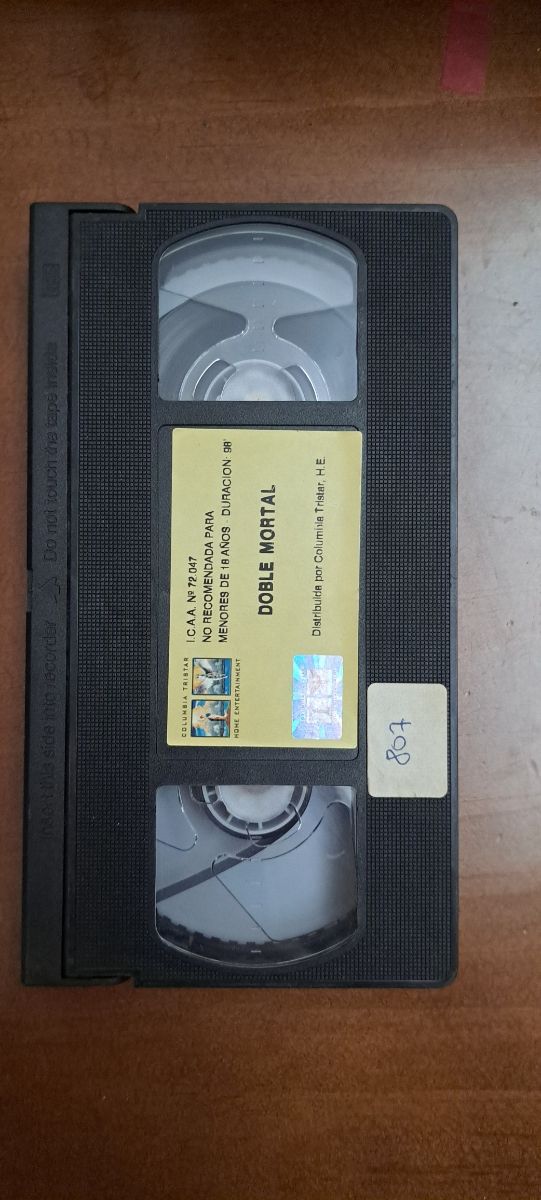 Insert this side into recorder
Do not touch the tape inside
COLUMBIA TRISTAR
HOME ENTERTAINMENT
I.C.A.A. Nº 72.047
NO RECOMENDADA PARA
MENORES DE 18 AÑOS - DURACION: 98'
DOBLE MORTAL
Distribuida por Columbia Tristar, H.E.
807